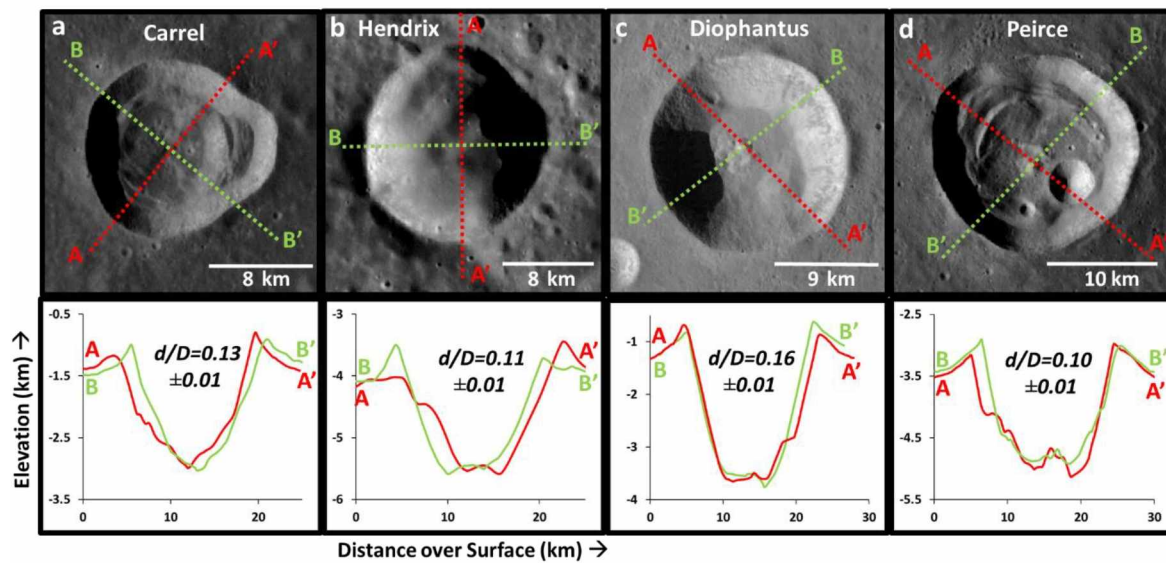 a
Carrel
B
A'
A
B'
8 km
b
Hendrix
A
B
B'
A'
8 km
c
Diophantus
A
B
B'
A'
9 km
d
Peirce
A
B
B'
A'
10 km
Elevation (km) →
-0.5
-1.5
-2.5
-3.5
0
10
20
A
B
d/D=0.13
±0.01
B'
A'
-3
-4
-5
-6
0
10
20
B
A
d/D=0.11
±0.01
A'
B'
-1
-2
-3
-4
0
10
20
30
A
B
d/D=0.16
±0.01
B'
A'
-2.5
-3.5
-4.5
-5.5
0
10
20
30
B
A
d/D=0.10
±0.01
B'
A'
Distance over Surface (km) →